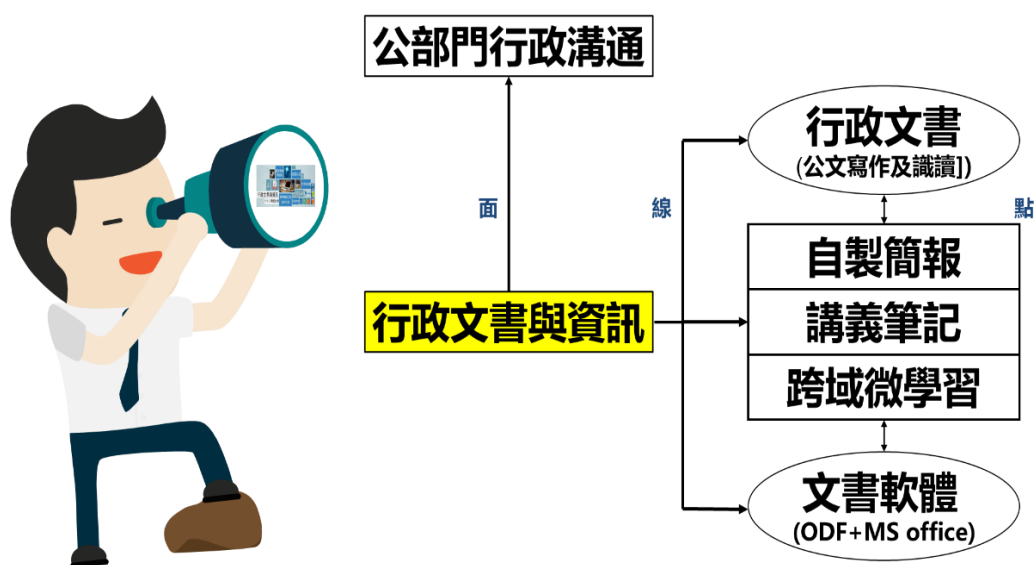 公部門行政溝通
行政文書
(公文寫作及識讀])
面
線
點
自製簡報
行政文書與資訊
講義筆記
跨域微學習
文書軟體
(ODF+MS office)